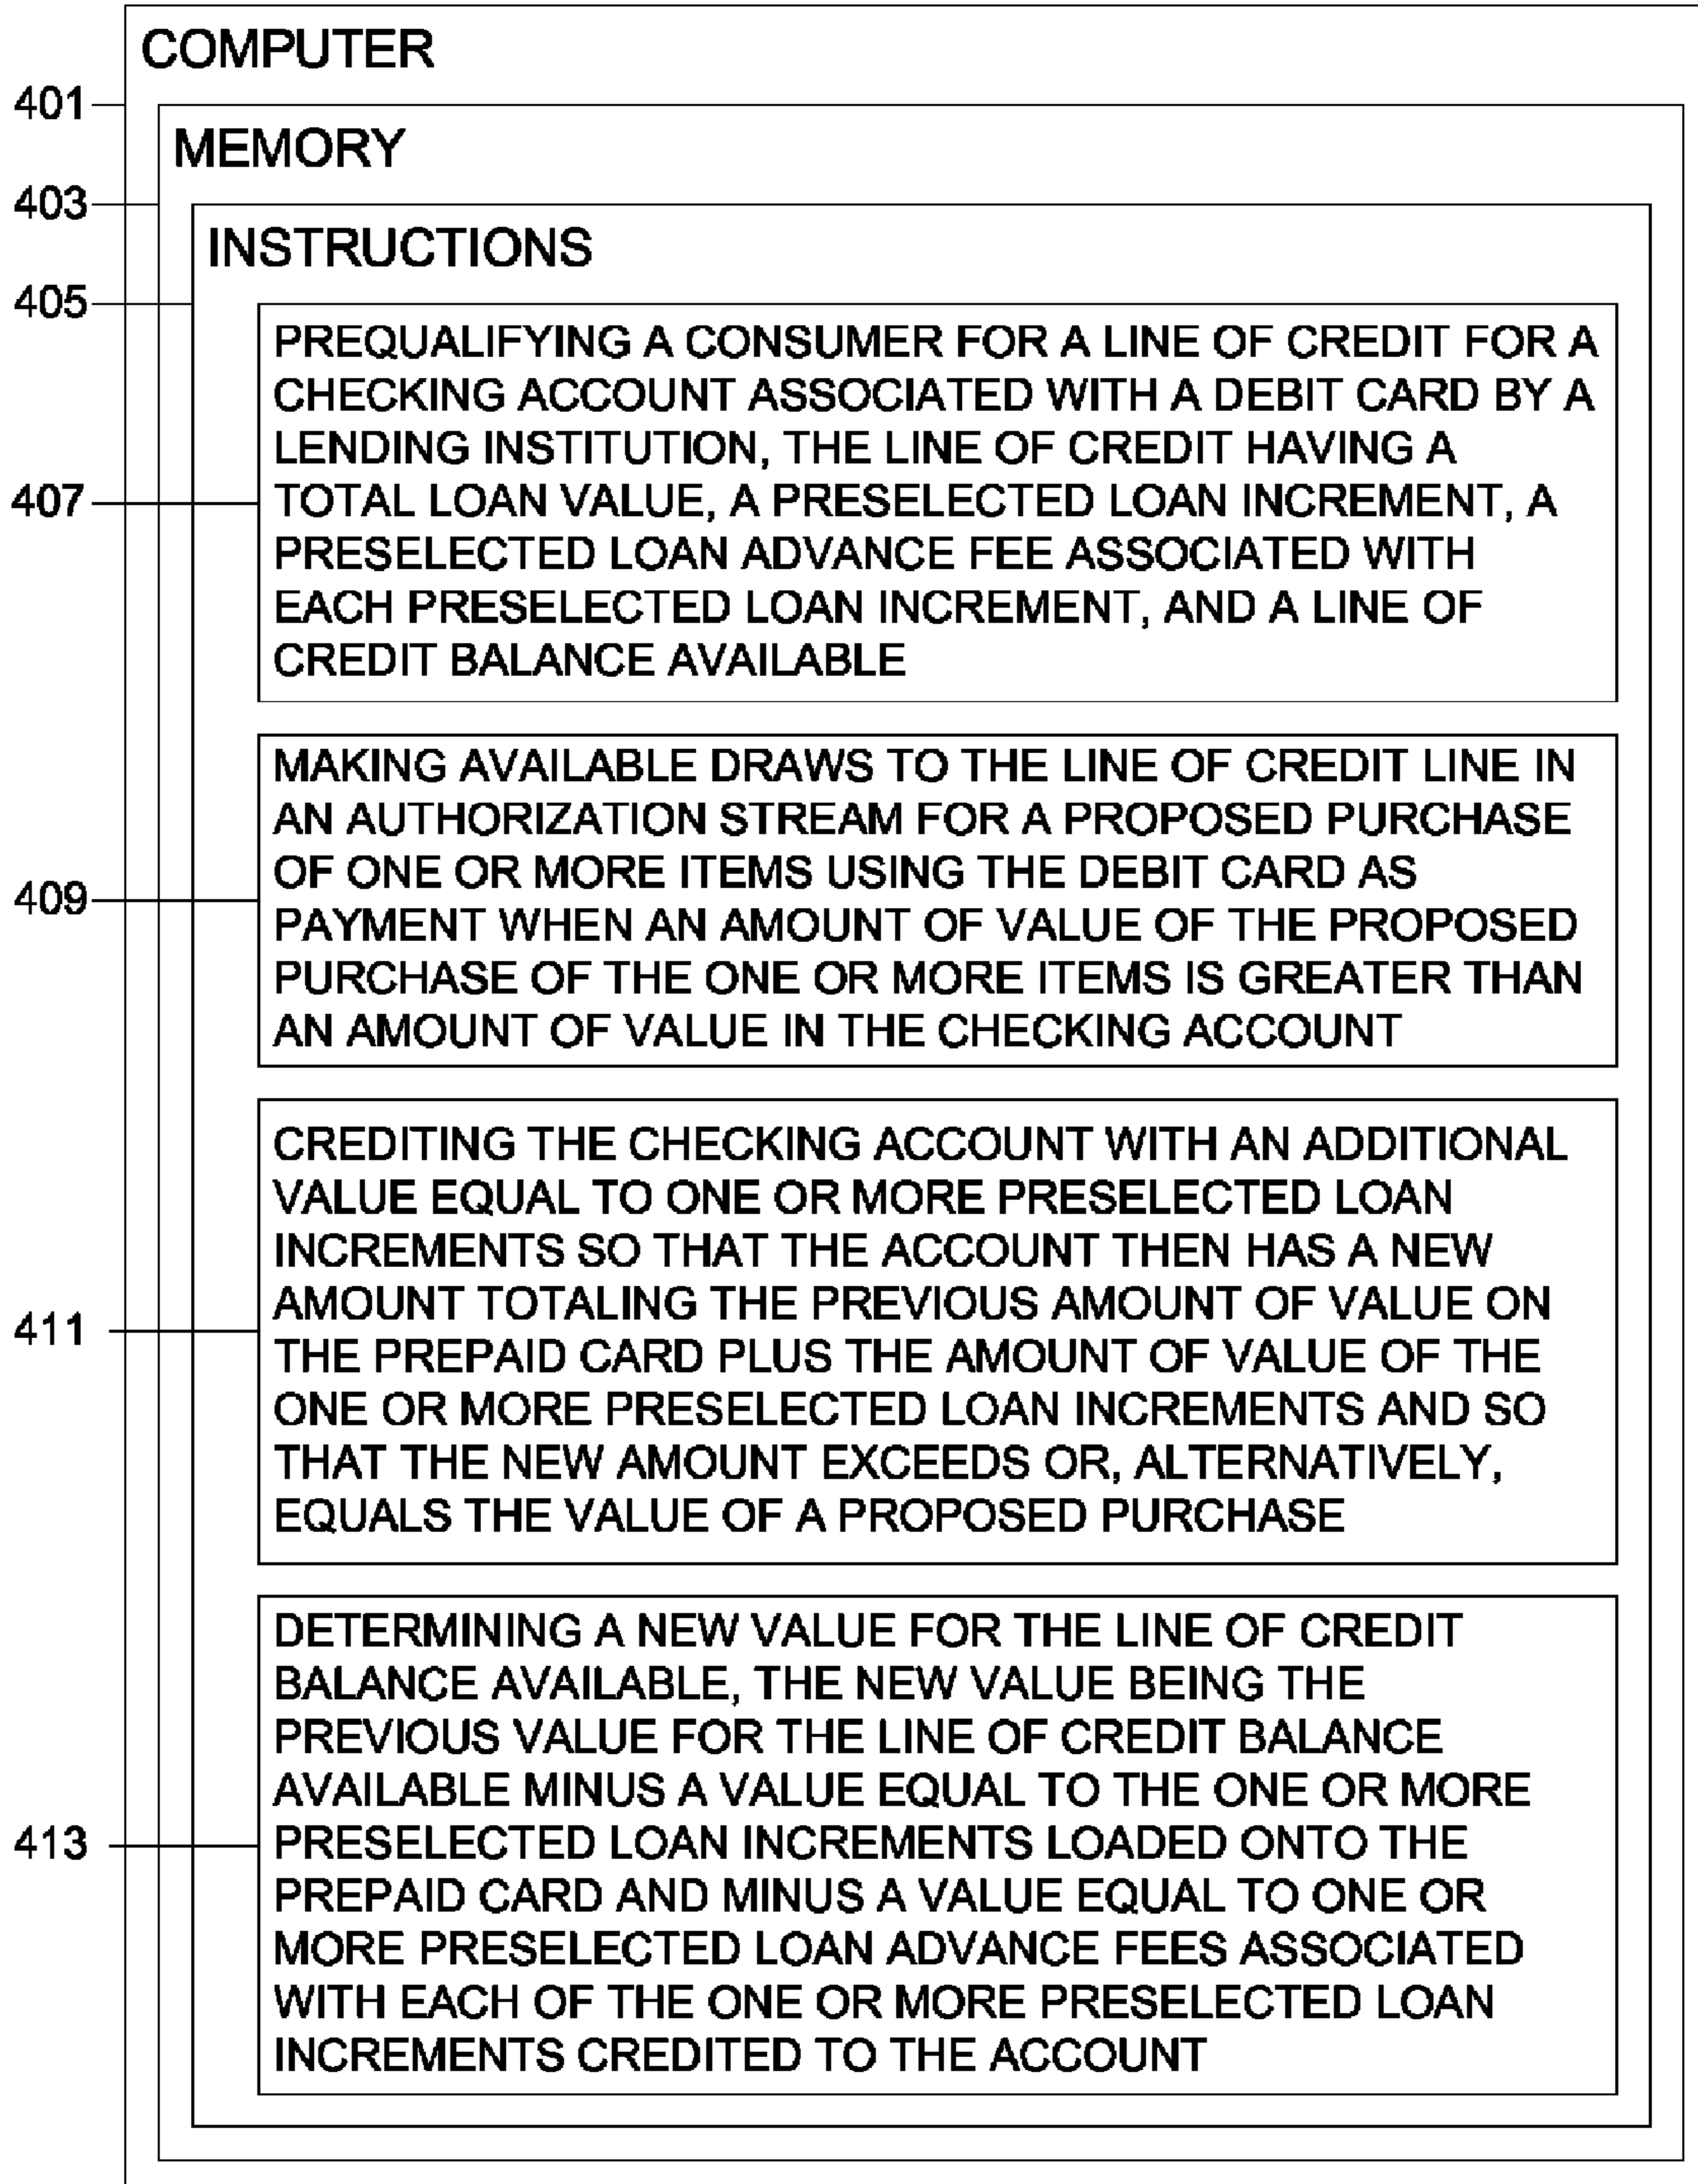 COMPUTER
401
MEMORY
403
INSTRUCTIONS
405
PREQUALIFYING A CONSUMER FOR A LINE OF CREDIT FOR A
CHECKING ACCOUNT ASSOCIATED WITH A DEBIT CARD BY A
LENDING INSTITUTION, THE LINE OF CREDIT HAVING A
407
TOTAL LOAN VALUE, A PRESELECTED LOAN INCREMENT, A
PRESELECTED LOAN ADVANCE FEE ASSOCIATED WITH
EACH PRESELECTED LOAN INCREMENT, AND A LINE OF
CREDIT BALANCE AVAILABLE
MAKING AVAILABLE DRAWS TO THE LINE OF CREDIT LINE IN
AN AUTHORIZATION STREAM FOR A PROPOSED PURCHASE
OF ONE OR MORE ITEMS USING THE DEBIT CARD AS
409
PAYMENT WHEN AN AMOUNT OF VALUE OF THE PROPOSED
PURCHASE OF THE ONE OR MORE ITEMS IS GREATER THAN
AN AMOUNT OF VALUE IN THE CHECKING ACCOUNT
CREDITING THE CHECKING ACCOUNT WITH AN ADDITIONAL
VALUE EQUAL TO ONE OR MORE PRESELECTED LOAN
INCREMENTS SO THAT THE ACCOUNT THEN HAS A NEW
AMOUNT TOTALING THE PREVIOUS AMOUNT OF VALUE ON
411
THE PREPAID CARD PLUS THE AMOUNT OF VALUE OF THE
ONE OR MORE PRESELECTED LOAN INCREMENTS AND SO
THAT THE NEW AMOUNT EXCEEDS OR, ALTERNATIVELY,
EQUALS THE VALUE OF A PROPOSED PURCHASE
DETERMINING A NEW VALUE FOR THE LINE OF CREDIT
BALANCE AVAILABLE, THE NEW VALUE BEING THE
PREVIOUS VALUE FOR THE LINE OF CREDIT BALANCE
AVAILABLE MINUS A VALUE EQUAL TO THE ONE OR MORE
413
PRESELECTED LOAN INCREMENTS LOADED ONTO THE
PREPAID CARD AND MINUS A VALUE EQUAL TO ONE OR
MORE PRESELECTED LOAN ADVANCE FEES ASSOCIATED
WITH EACH OF THE ONE OR MORE PRESELECTED LOAN
INCREMENTS CREDITED TO THE ACCOUNT